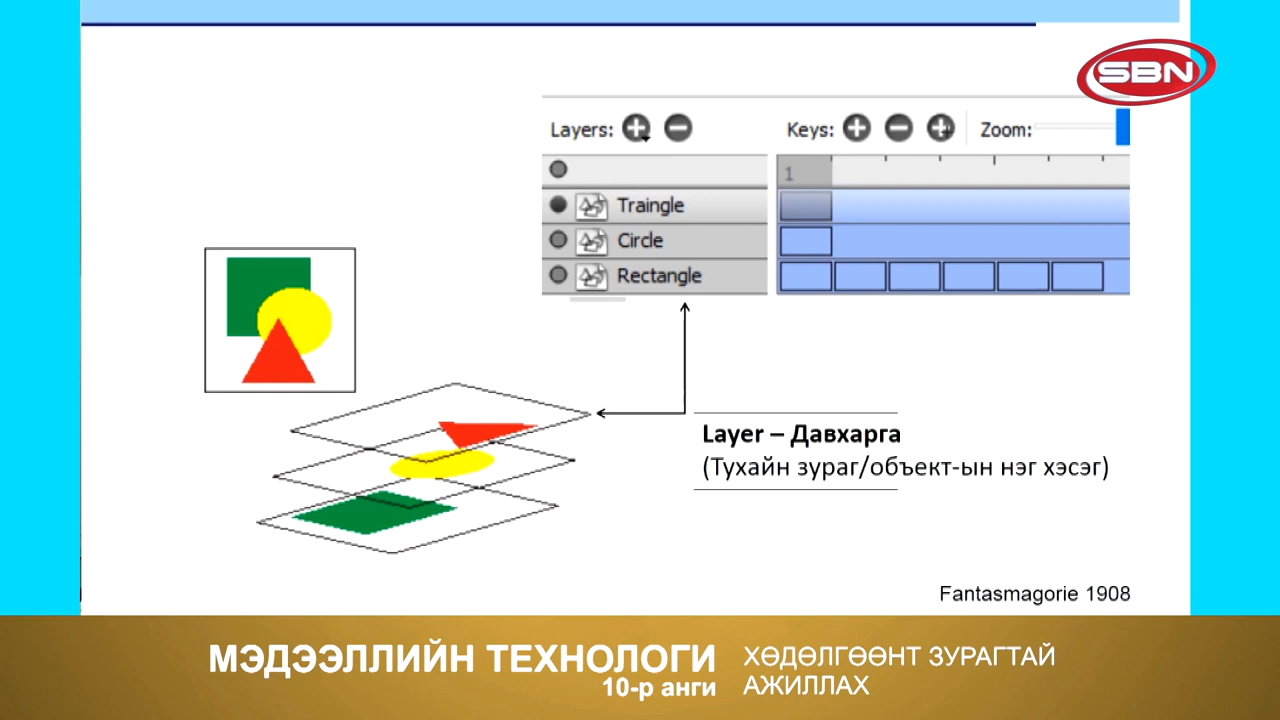 SBN
Layers: Keys: Zoom:
1
Traingle
Circle
Rectangle
Layer – Давхарга
(Тухайн зураг/объект-ын нэг хэсэг)
Fantasmagorie 1908
МЭДЭЭЛЛИЙН ТЕХНОЛОГИ
10-р анги
ХӨДӨЛГӨӨНТ ЗУРАГТАЙ
АЖИЛЛАХ